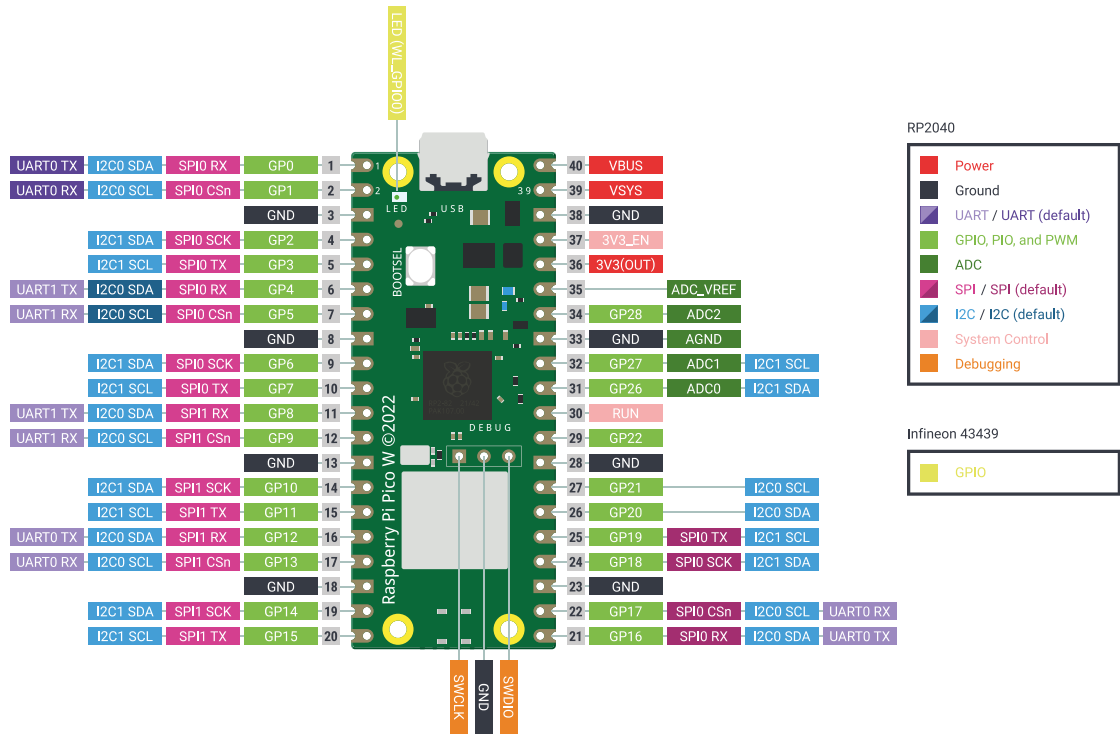 LED (WL_GPIO0)
UART0 TX I2C0 SDA SPI0 RX GP0 1
UART0 RX I2C0 SCL SPI0 CSn GP1 2
GND 3
I2C1 SDA SPI0 SCK GP2 4
I2C1 SCL SPI0 TX GP3 5
UART1 TX I2C0 SDA SPI0 RX GP4 6
UART1 RX I2C0 SCL SPI0 CSn GP5 7
GND 8
I2C1 SDA SPI0 SCK GP6 9
I2C1 SCL SPI0 TX GP7 10
UART1 TX I2C0 SDA SPI1 RX GP8 11
UART1 RX I2C0 SCL SPI1 CSn GP9 12
GND 13
I2C1 SDA SPI1 SCK GP10 14
I2C1 SCL SPI1 TX GP11 15
UART0 TX I2C0 SDA SPI1 RX GP12 16
UART0 RX I2C0 SCL SPI1 CSn GP13 17
GND 18
I2C1 SDA SPI1 SCK GP14 19
I2C1 SCL SPI1 TX GP15 20
1
2
39
LED
USB
BOOTSEL
DEBUG
Raspberry Pi Pico W ©2022
SWCLK
GND
SWDIO
40 VBUS
39 VSYS
38 GND
37 3V3_EN
36 3V3(OUT)
35 ADC_VREF
34 GP28 ADC2
33 GND AGND
32 GP27 ADC1 I2C1 SCL
31 GP26 ADC0 I2C1 SDA
30 RUN
29 GP22
28 GND
27 GP21 I2C0 SCL
26 GP20 I2C0 SDA
25 GP19 SPI0 TX I2C1 SCL
24 GP18 SPI0 SCK I2C1 SDA
23 GND
22 GP17 SPI0 CSn I2C0 SCL UART0 RX
21 GP16 SPI0 RX I2C0 SDA UART0 TX
RP2040
Power
Ground
UART / UART (default)
GPIO, PIO, and PWM
ADC
SPI / SPI (default)
I2C / I2C (default)
System Control
Debugging
Infineon 43439
GPIO